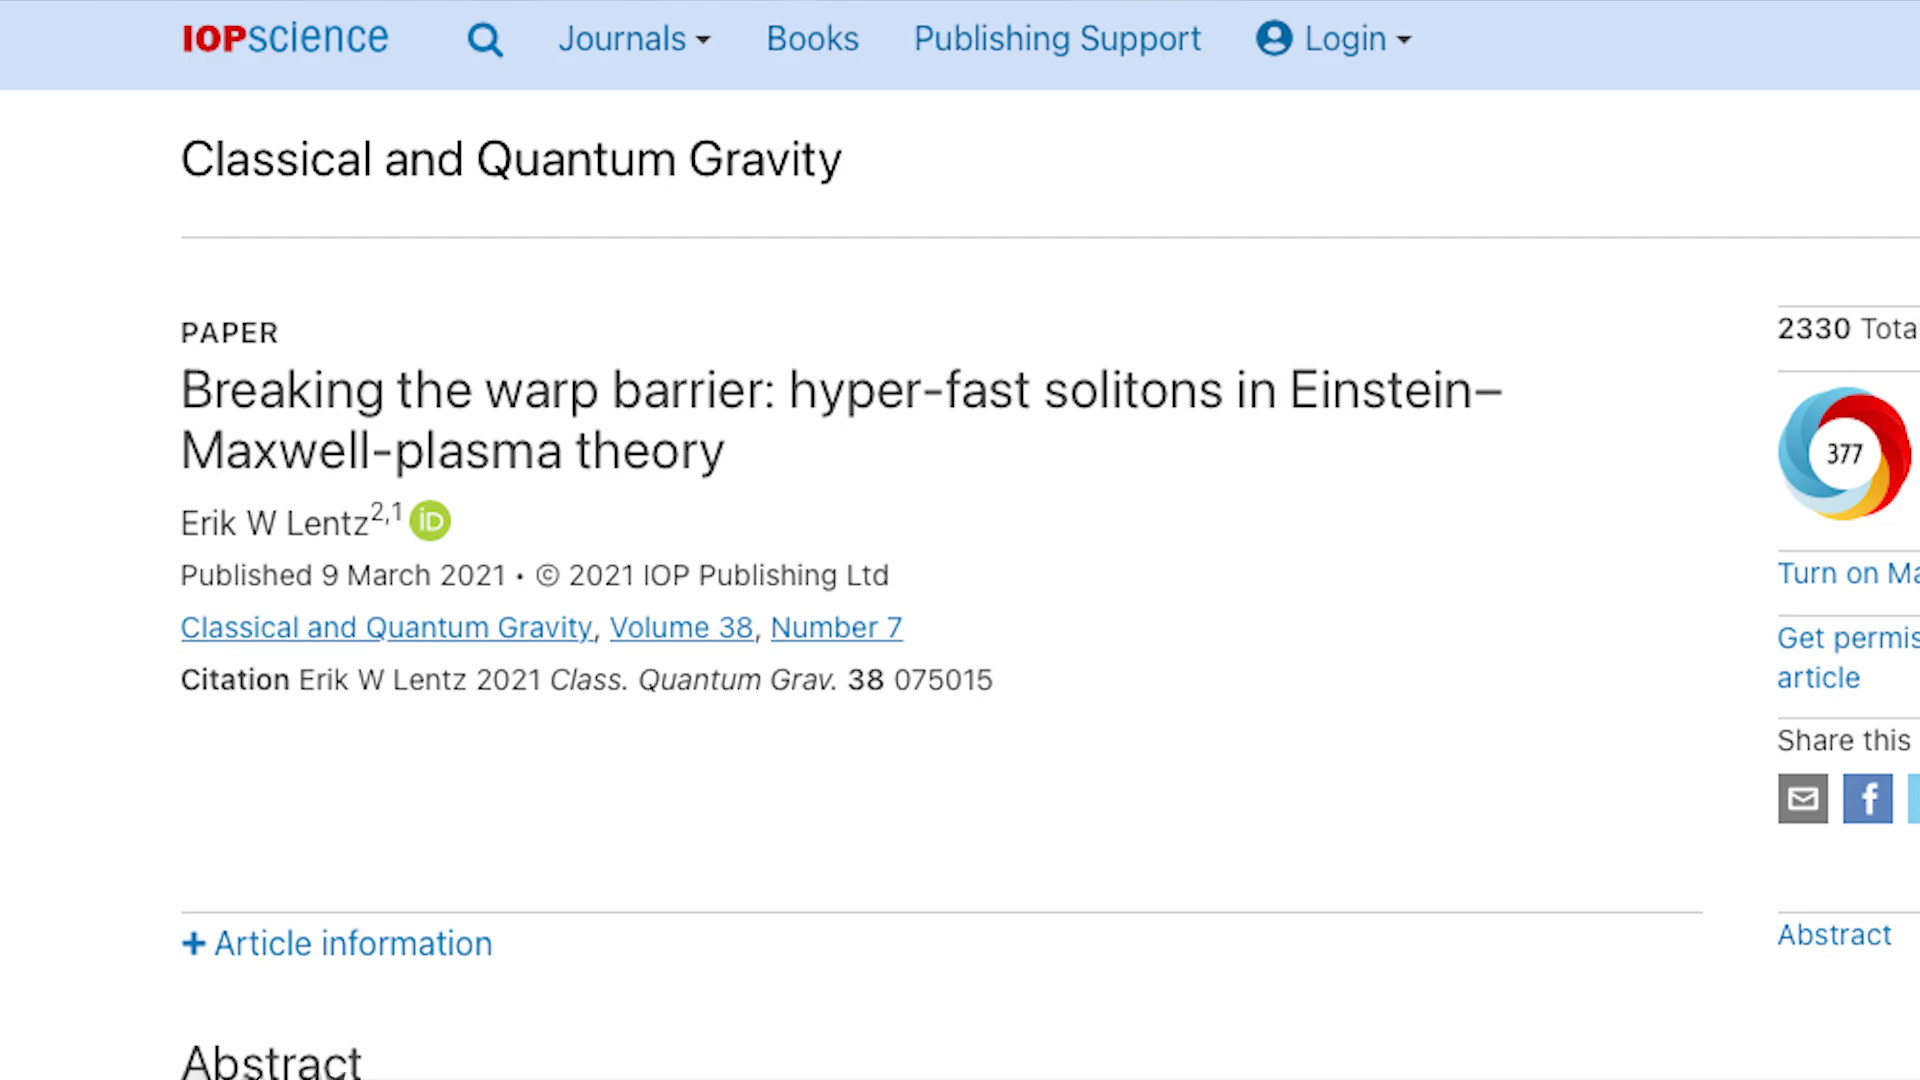 IOPscience Journals Books Publishing Support Login
Classical and Quantum Gravity
PAPER
Breaking the warp barrier: hyper-fast solitons in Einstein–
Maxwell-plasma theory
Erik W Lentz2,1 iD
Published 9 March 2021 • © 2021 IOP Publishing Ltd
Classical and Quantum Gravity, Volume 38, Number 7
Citation Erik W Lentz 2021 Class. Quantum Grav. 38 075015
+ Article information
Abstract
2330 Tota
377
Turn on Ma
Get permis
article
Share this
f
Abstract